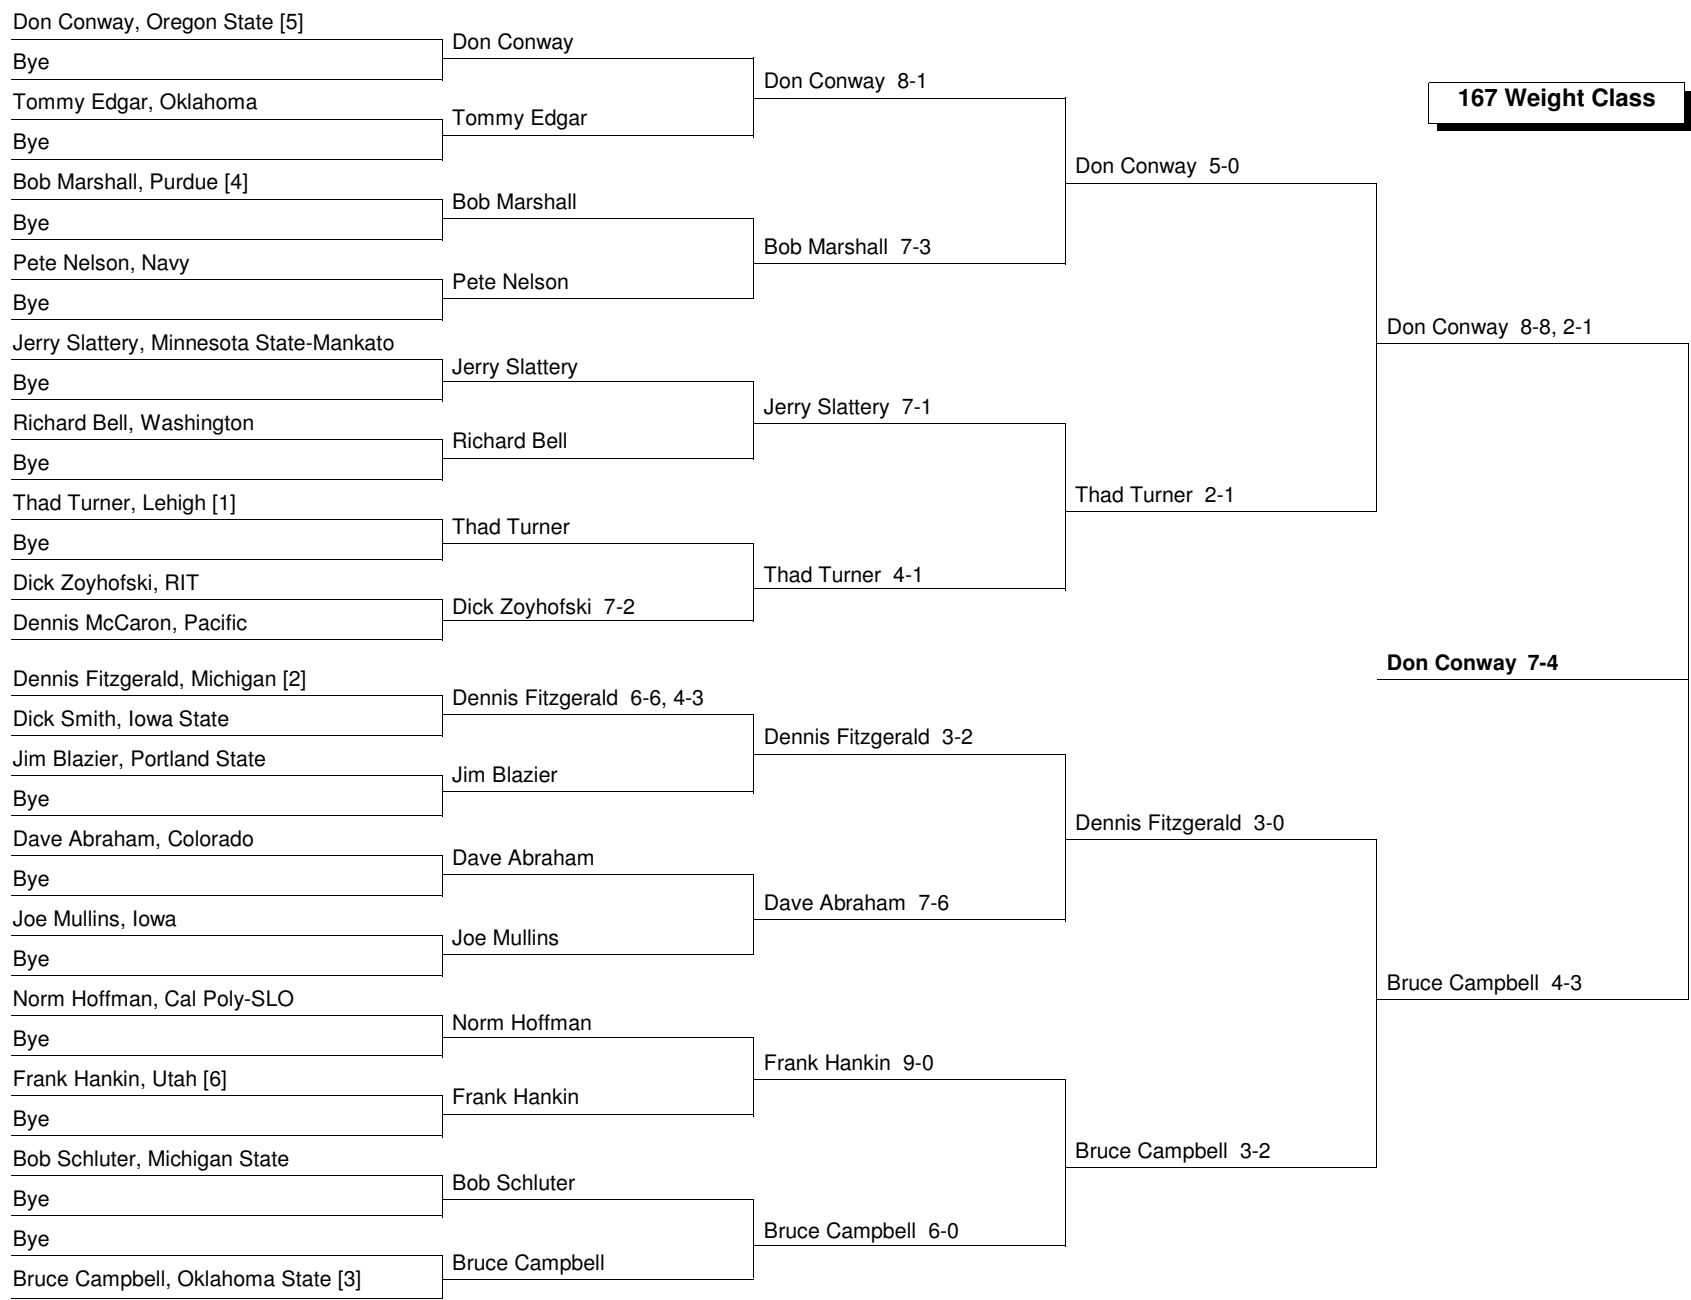 Don Conway, Oregon State [5]
Bye
Tommy Edgar, Oklahoma
Bye
Bob Marshall, Purdue [4]
Bye
Pete Nelson, Navy
Bye
Jerry Slattery, Minnesota State-Mankato
Bye
Richard Bell, Washington
Bye
Thad Turner, Lehigh [1]
Bye
Dick Zoyhofski, RIT
Dennis McCaron, Pacific
Dennis Fitzgerald, Michigan [2]
Dick Smith, Iowa State
Jim Blazier, Portland State
Bye
Dave Abraham, Colorado
Bye
Joe Mullins, Iowa
Bye
Norm Hoffman, Cal Poly-SLO
Bye
Frank Hankin, Utah [6]
Bye
Bob Schluter, Michigan State
Bye
Bye
Bruce Campbell, Oklahoma State [3]
Don Conway
Tommy Edgar
Bob Marshall
Pete Nelson
Jerry Slattery
Richard Bell
Thad Turner
Dick Zoyhofski 7-2
Dennis Fitzgerald 6-6, 4-3
Jim Blazier
Dave Abraham
Joe Mullins
Norm Hoffman
Frank Hankin
Bob Schluter
Bruce Campbell
Don Conway 8-1
Bob Marshall 7-3
Jerry Slattery 7-1
Thad Turner 4-1
Dennis Fitzgerald 3-2
Dave Abraham 7-6
Frank Hankin 9-0
Bruce Campbell 6-0
Don Conway 5-0
Thad Turner 2-1
Dennis Fitzgerald 3-0
Bruce Campbell 3-2
167 Weight Class
Don Conway 8-8, 2-1
Don Conway 7-4
Bruce Campbell 4-3